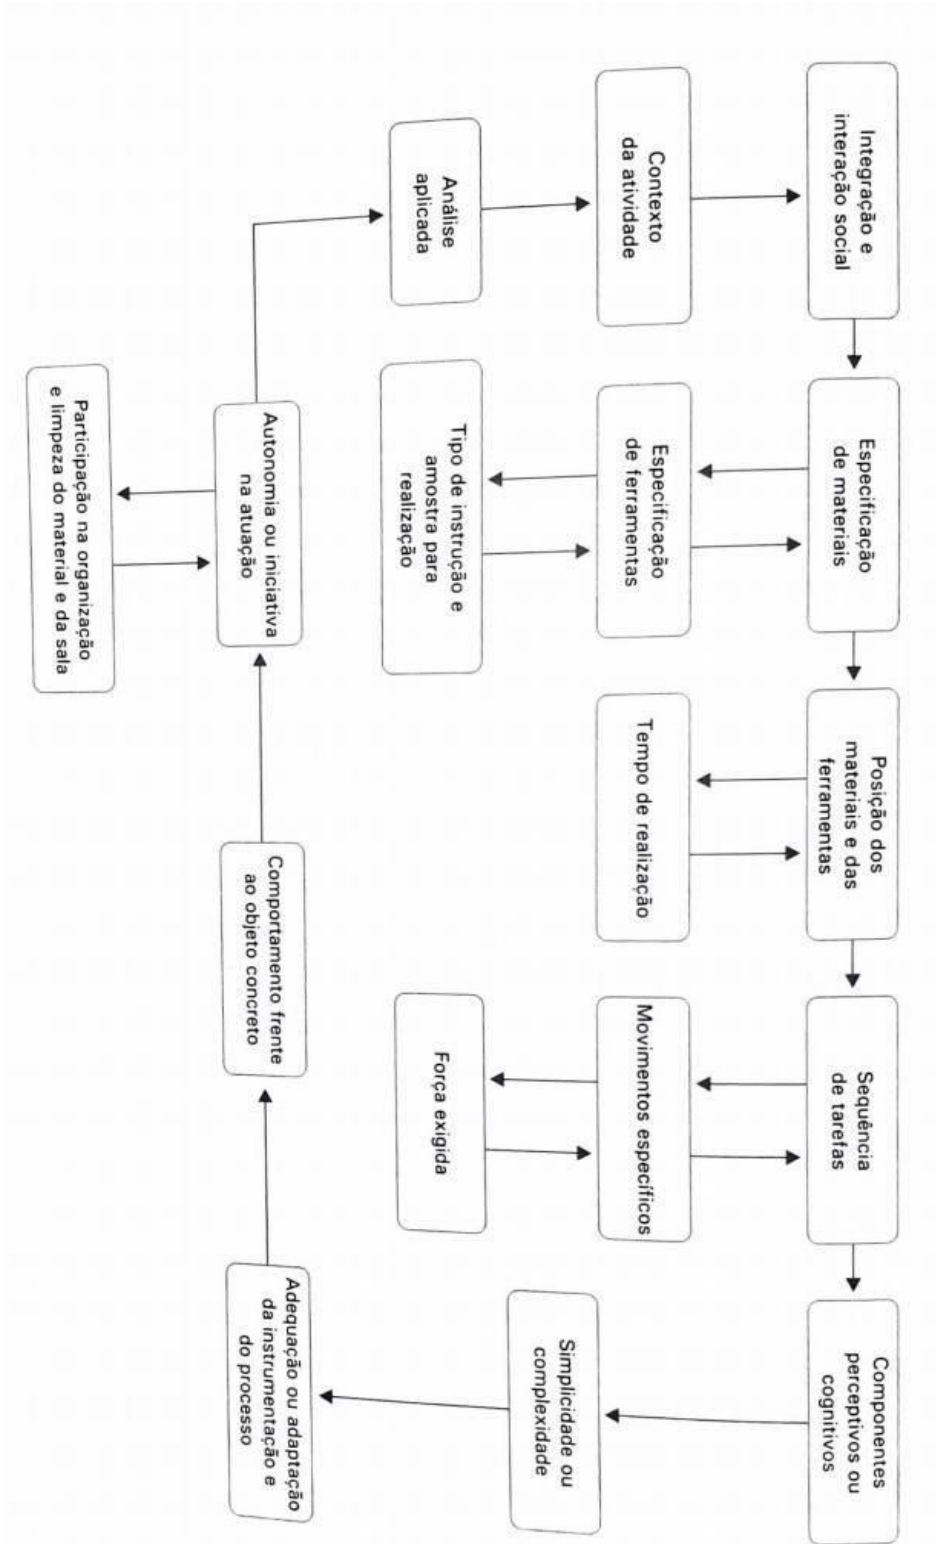 Integração e
interação social
Especificação
de materiais
Posição dos
materiais e das
ferramentas
Sequência
de tarefas
Componentes
perceptivos ou
cognitivos
Contexto
da atividade
Especificação
de ferramentas
Tempo de realização
Movimentos específicos
Simplicidade ou
complexidade
Análise
aplicada
Tipo de instrução e
amostra para
realização
Força exigida
Autonomia ou iniciativa
na atuação
Comportamento frente
ao objeto concreto
Adequação ou adaptação
da instrumentação e
do processo
Participação na organização
e limpeza do material e da sala